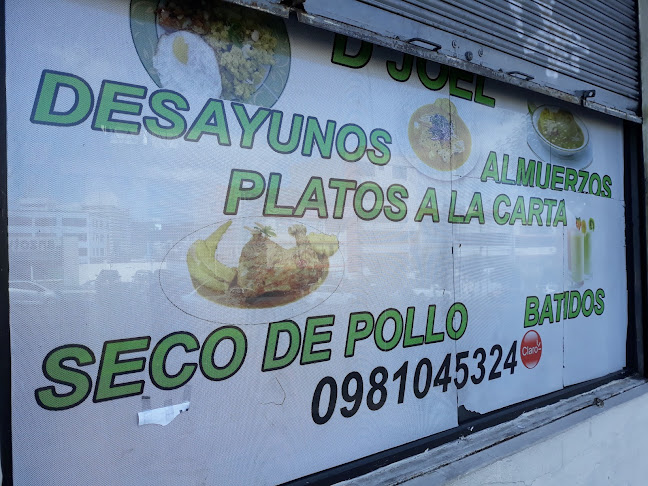 D JOEL
DESAYUNOS
ALMUERZOS
PLATOS A LA CARTA
SECO DE POLLO
BATIDOS
0981045324
Claro